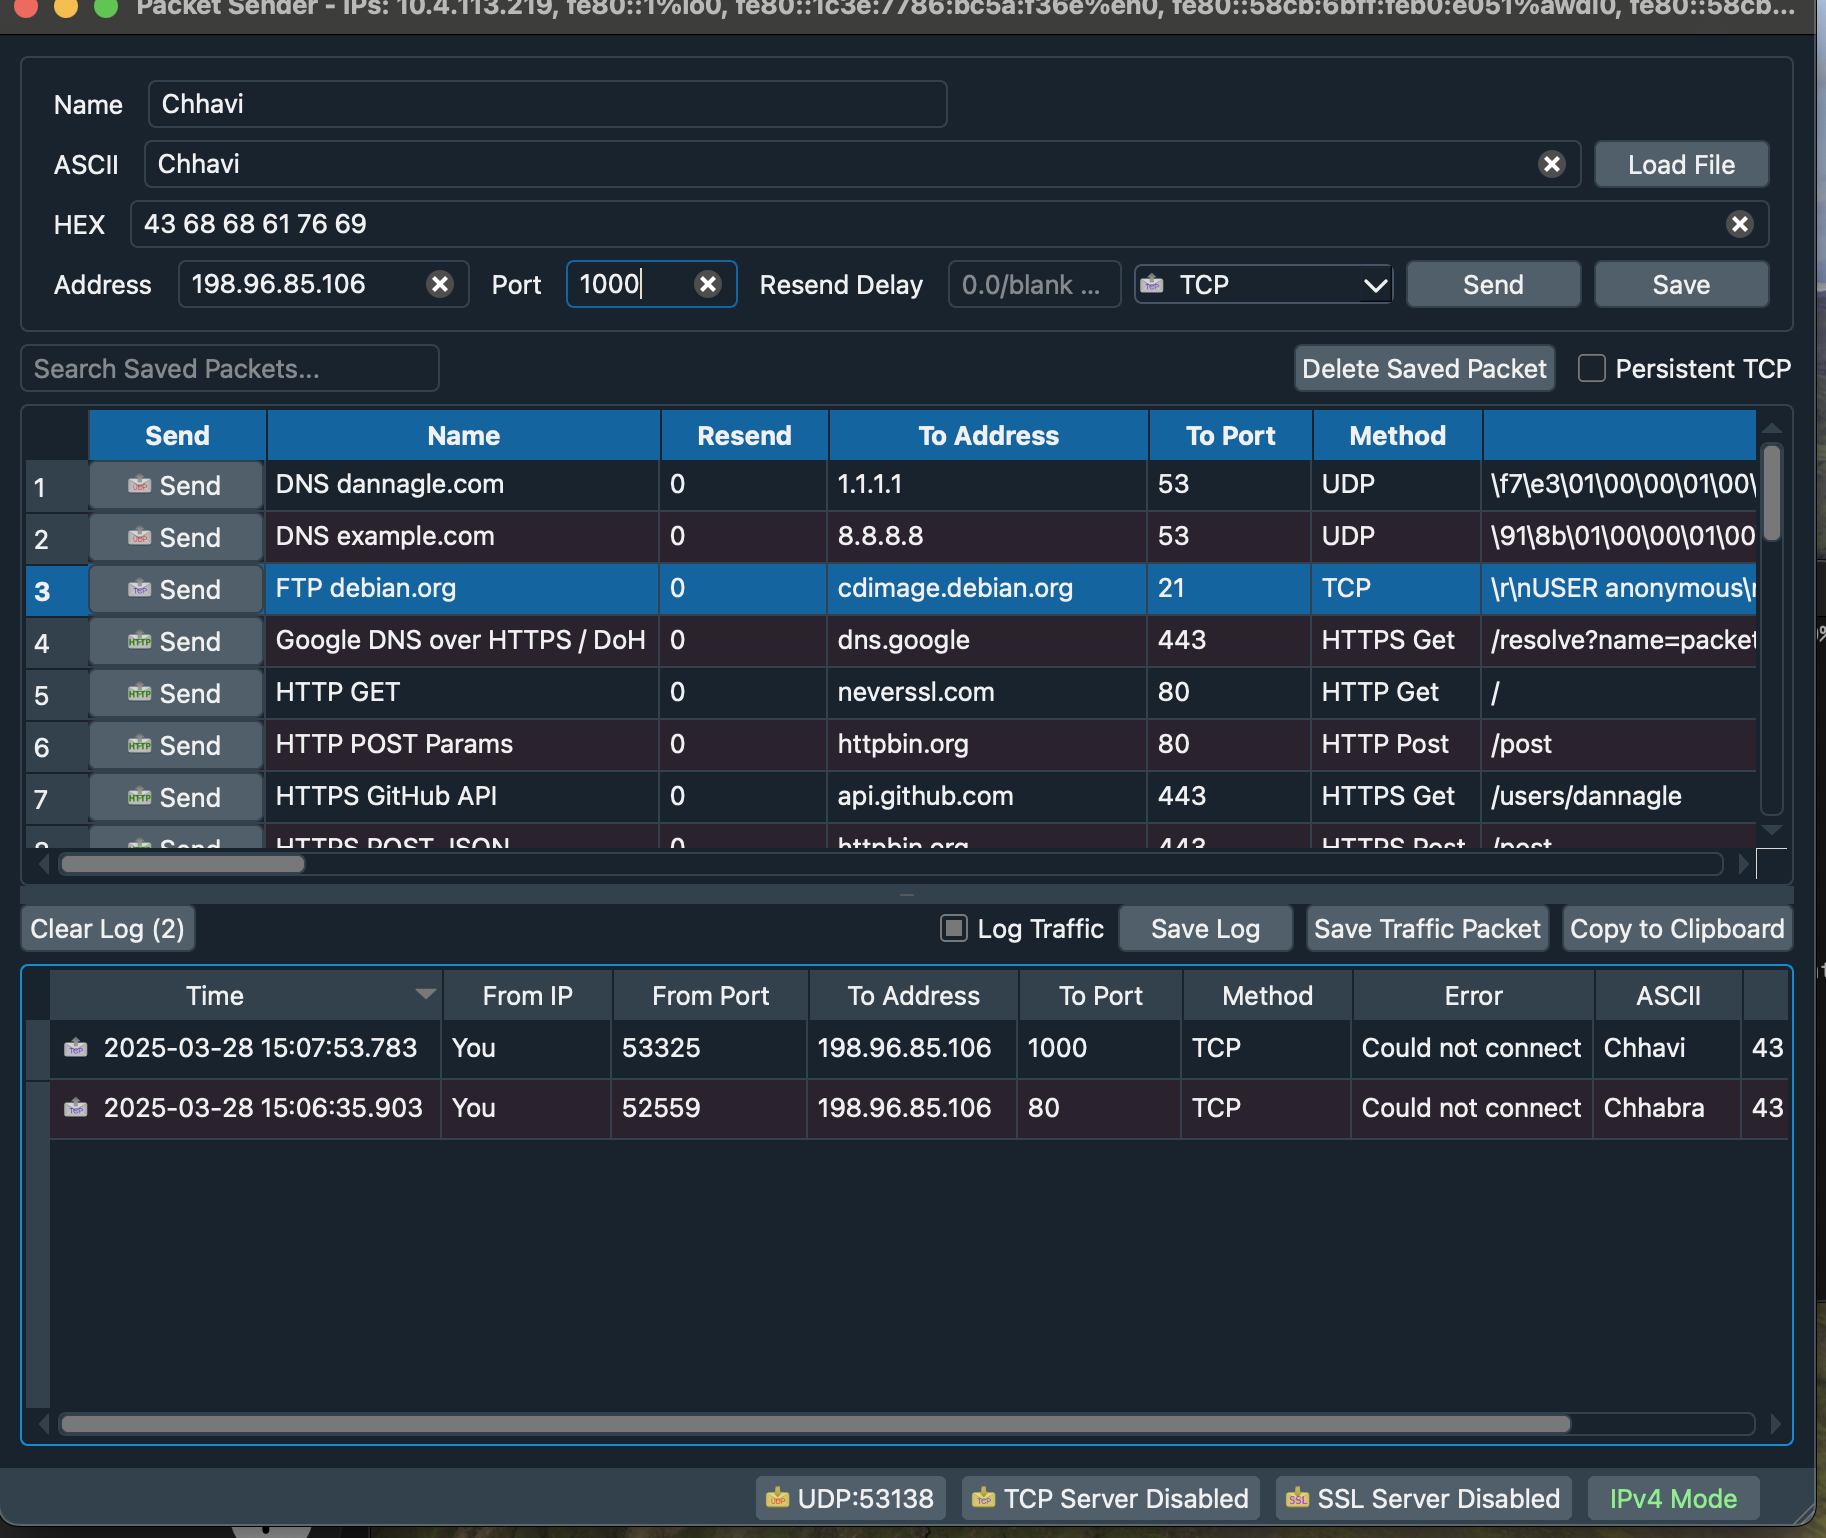 Packet Sender - IPs: 10.4.113.219, fe80::1%lo0, fe80::1c3e:7786:bc5a:f36e%en0, fe80::58cb:6bff:feb0:e051%awdl0, fe80::58cb...
Name Chhavi
ASCII Chhavi Load File
HEX 43 68 68 61 76 69
Address 198.96.85.106 Port 1000 Resend Delay 0.0/blank ... TCP Send Save
Search Saved Packets... Delete Saved Packet Persistent TCP
Send Name Resend To Address To Port Method
1 Send DNS dannagle.com 0 1.1.1.1 53 UDP \f7\e3\01\00\00\01\00\
2 Send DNS example.com 0 8.8.8.8 53 UDP \91\8b\01\00\00\01\00
3 Send FTP debian.org 0 cdimage.debian.org 21 TCP \r\nUSER anonymous\r
4 Send Google DNS over HTTPS / DoH 0 dns.google 443 HTTPS Get /resolve?name=packet
5 Send HTTP GET 0 neverssl.com 80 HTTP Get /
6 Send HTTP POST Params 0 httpbin.org 80 HTTP Post /post
7 Send HTTPS GitHub API 0 api.github.com 443 HTTPS Get /users/dannagle
8 Send HTTPS POST JSON 0 httpbin.org 443 HTTPS Post /post
Clear Log (2) Log Traffic Save Log Save Traffic Packet Copy to Clipboard
Time From IP From Port To Address To Port Method Error ASCII
2025-03-28 15:07:53.783 You 53325 198.96.85.106 1000 TCP Could not connect Chhavi 43
2025-03-28 15:06:35.903 You 52559 198.96.85.106 80 TCP Could not connect Chhabra 43
UDP:53138 TCP Server Disabled SSL Server Disabled IPv4 Mode